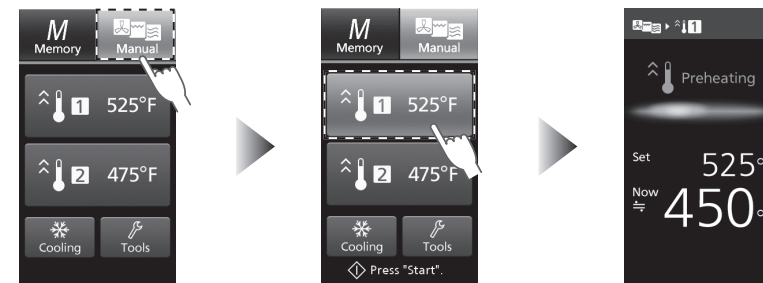 M
Memory
Manual
1 525°F
2 475°F
Cooling
Tools
M
Memory
Manual
1 525°F
2 475°F
Cooling
Tools
Press "Start".
1
Preheating
Set 525°
Now 450°